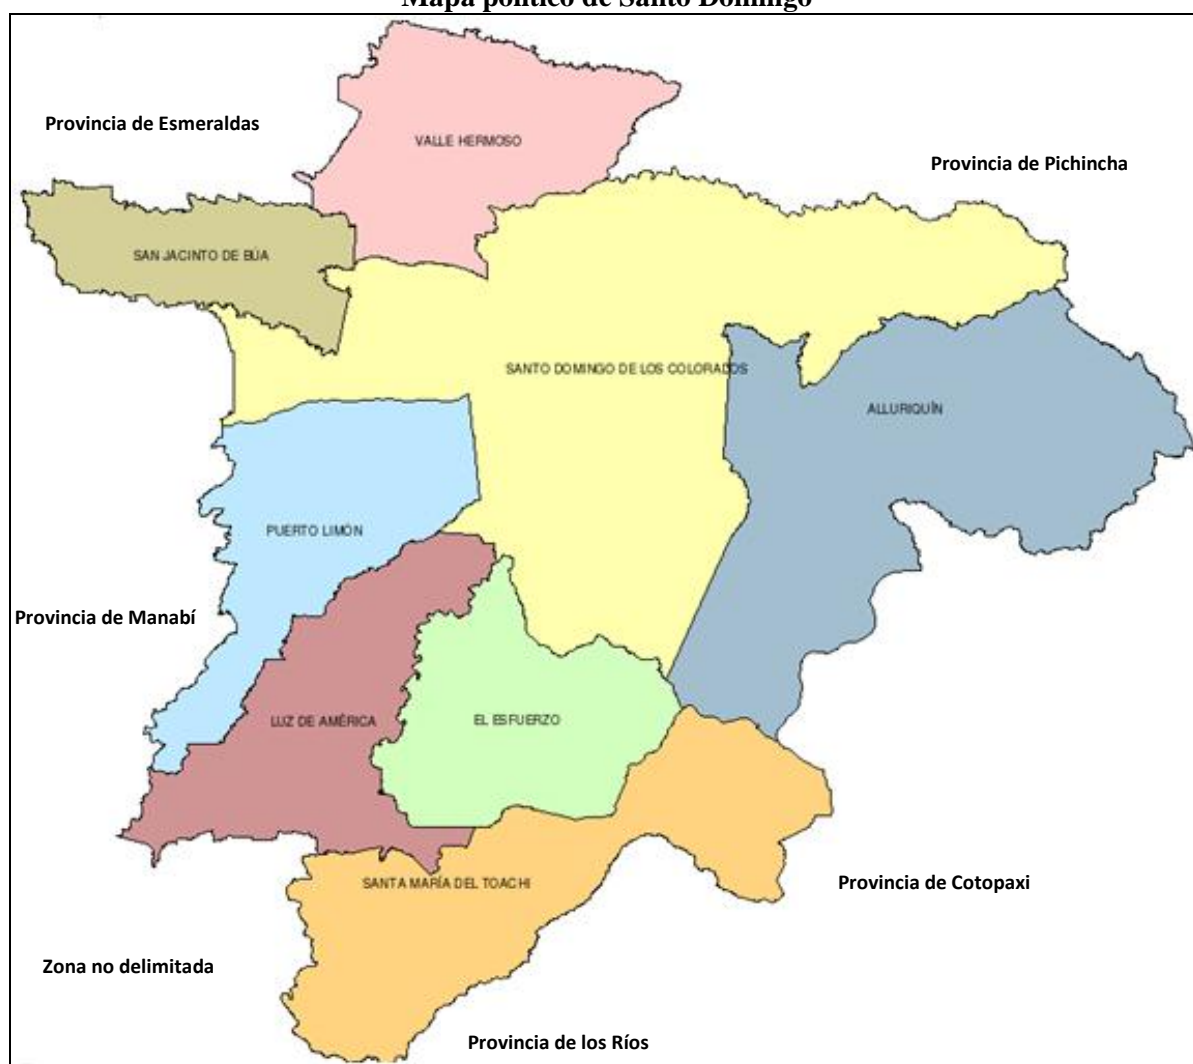 Mapa político de Santo Domingo
Provincia de Esmeraldas
VALLE HERMOSO
Provincia de Pichincha
SAN JACINTO DE BÚA
SANTO DOMINGO DE LOS COLORADOS
ALLURIQUÍN
PUERTO LIMÓN
Provincia de Manabí
LUZ DE AMÉRICA
EL ESFUERZO
SANTA MARÍA DEL TOACHI
Provincia de Cotopaxi
Zona no delimitada
Provincia de los Ríos